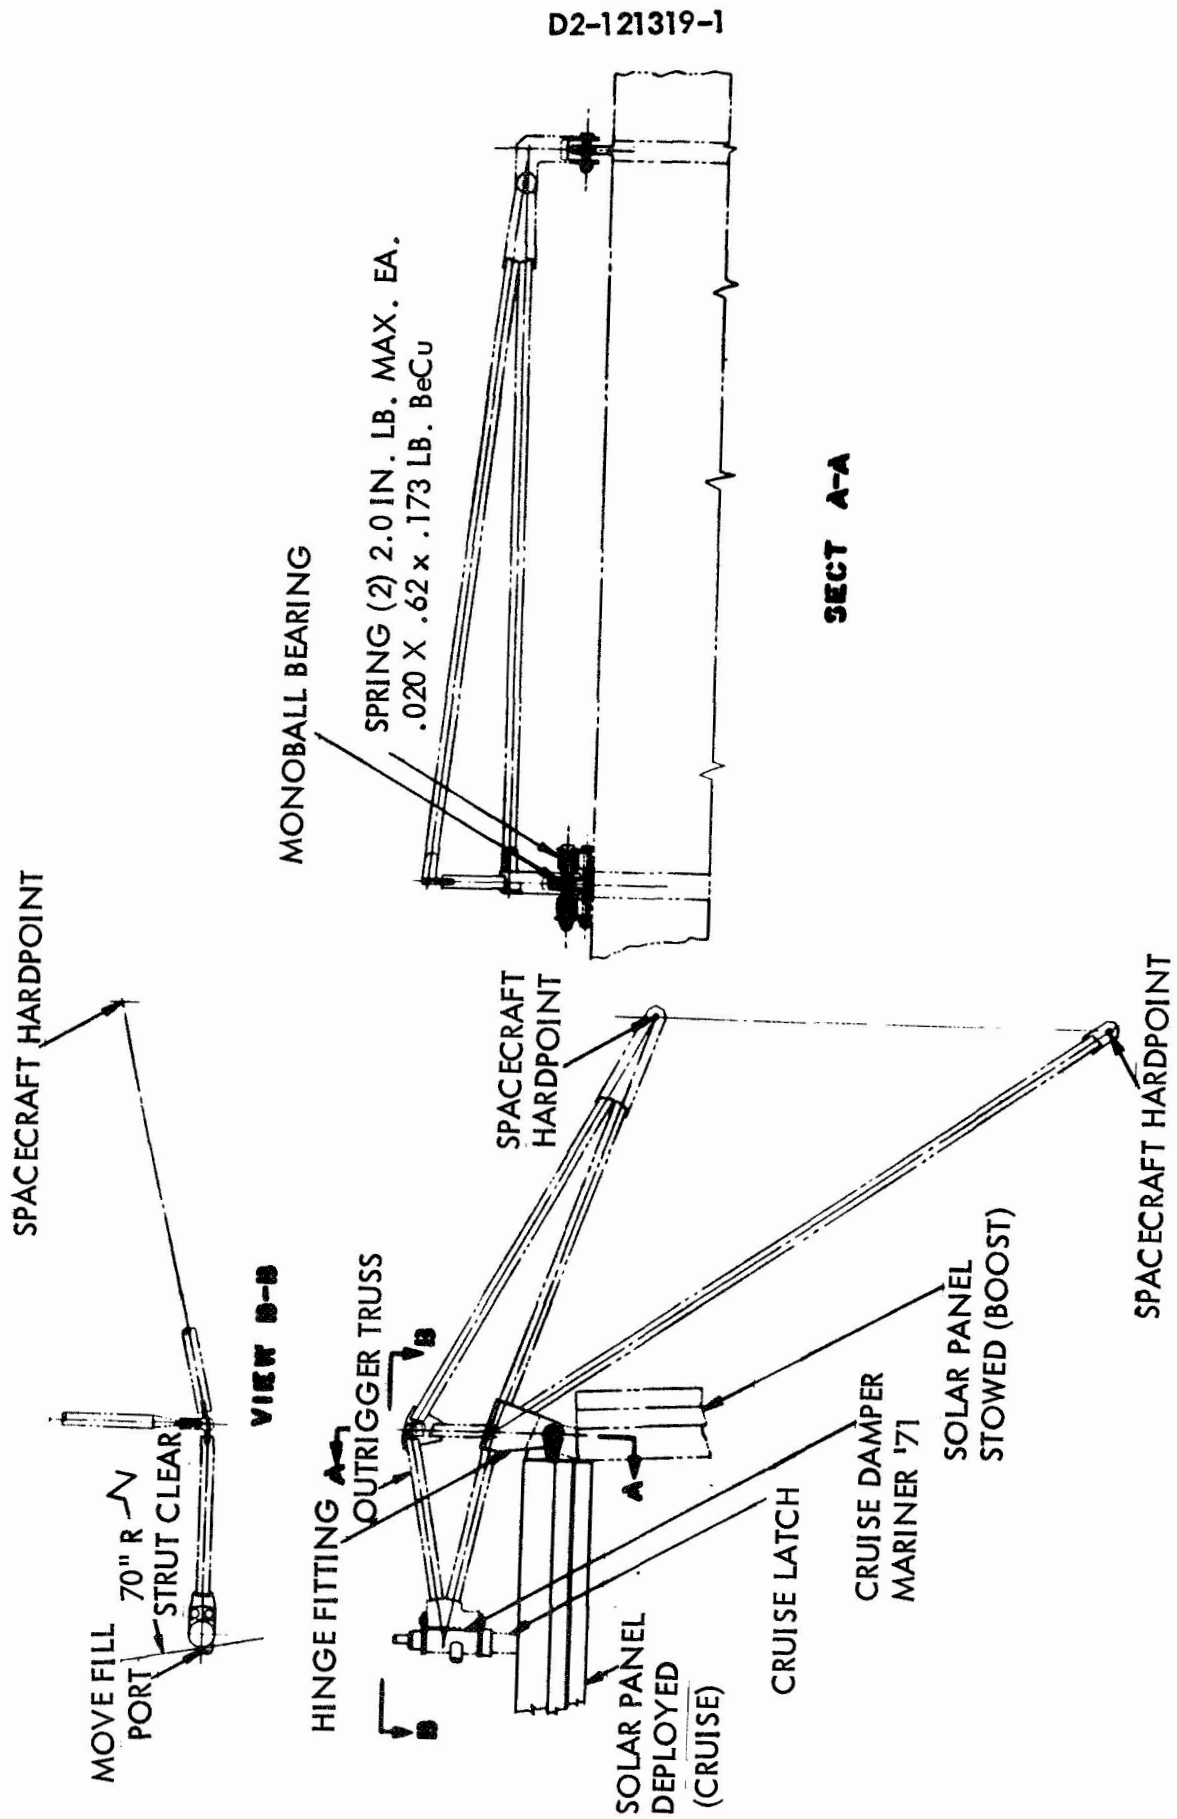 D2-121319-1
SPACECRAFT HARDPOINT
MOVE FILL
PORT
70" R
STRUT CLEAR
VIEW B-B
MONOBALL BEARING
SPRING (2) 2.0 IN. LB. MAX. EA.
.020 X .62 x .173 LB. BeCu
SECT A-A
HINGE FITTING
OUTRIGGER TRUSS
A
A
B
B
SPACECRAFT
HARDPOINT
SPACECRAFT HARDPOINT
SOLAR PANEL
DEPLOYED
(CRUISE)
CRUISE LATCH
CRUISE DAMPER
MARINER '71
SOLAR PANEL
STOWED (BOOST)